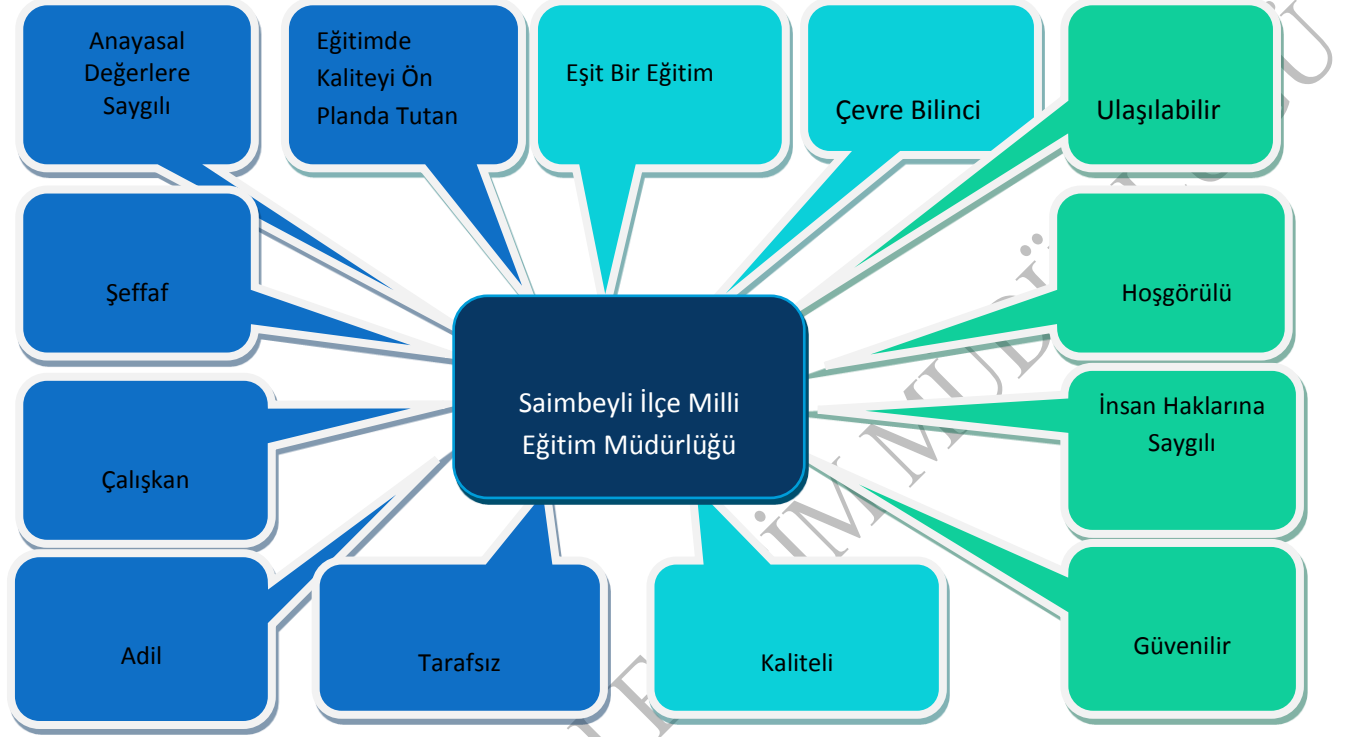 Anayasal
Değerlere
Saygılı
Eğitimde
Kaliteyi Ön
Planda Tutan
Eşit Bir Eğitim
Çevre Bilinci
Ulaşılabilir
Şeffaf
Hoşgörülü
Saimbeyli İlçe Milli
Eğitim Müdürlüğü
İnsan Haklarına
Saygılı
Çalışkan
Adil
Tarafsız
Kaliteli
Güvenilir